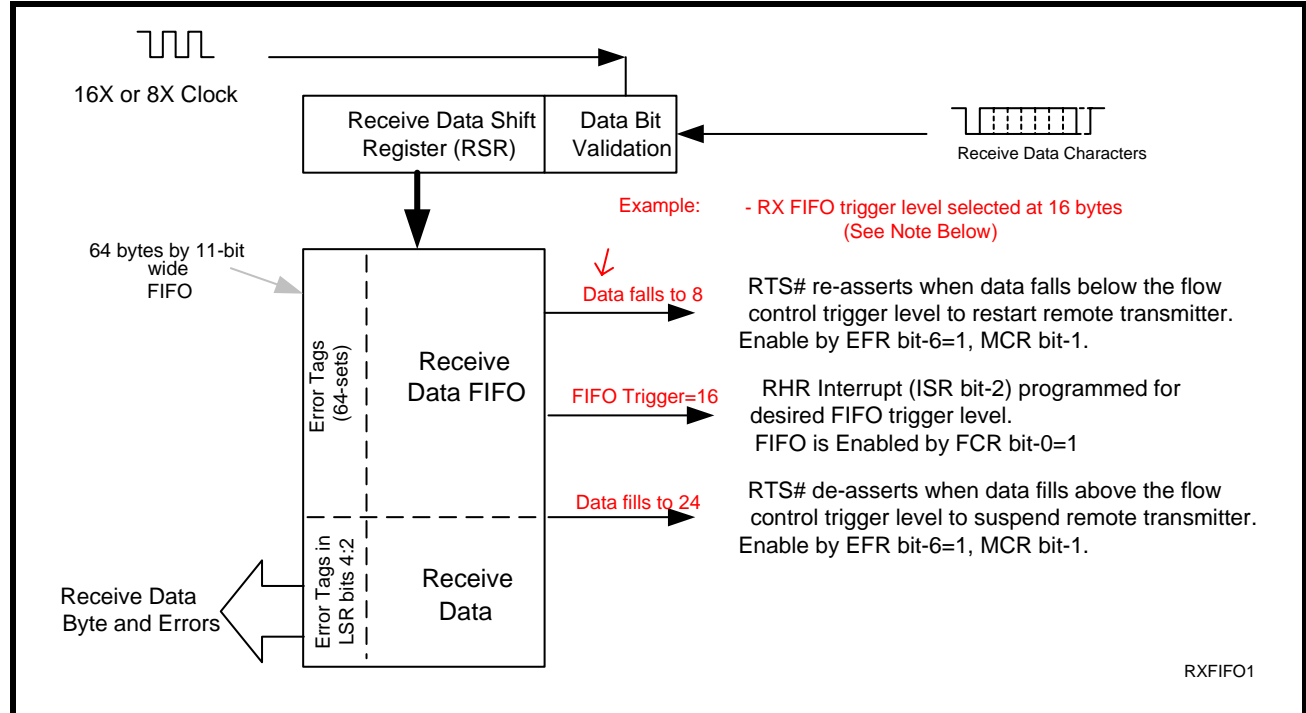 16X or 8X Clock
Receive Data Shift
Register (RSR)
Data Bit
Validation
Receive Data Characters
Example:
- RX FIFO trigger level selected at 16 bytes
(See Note Below)
64 bytes by 11-bit
wide
FIFO
Data falls to 8
RTS# re-asserts when data falls below the flow
control trigger level to restart remote transmitter.
Enable by EFR bit-6=1, MCR bit-1.
Error Tags
(64-sets)
Receive
Data FIFO
FIFO Trigger=16
RHR Interrupt (ISR bit-2) programmed for
desired FIFO trigger level.
FIFO is Enabled by FCR bit-0=1
Data fills to 24
RTS# de-asserts when data fills above the flow
control trigger level to suspend remote transmitter.
Enable by EFR bit-6=1, MCR bit-1.
Error Tags in
LSR bits 4:2
Receive
Data
Receive Data
Byte and Errors
RXFIFO1